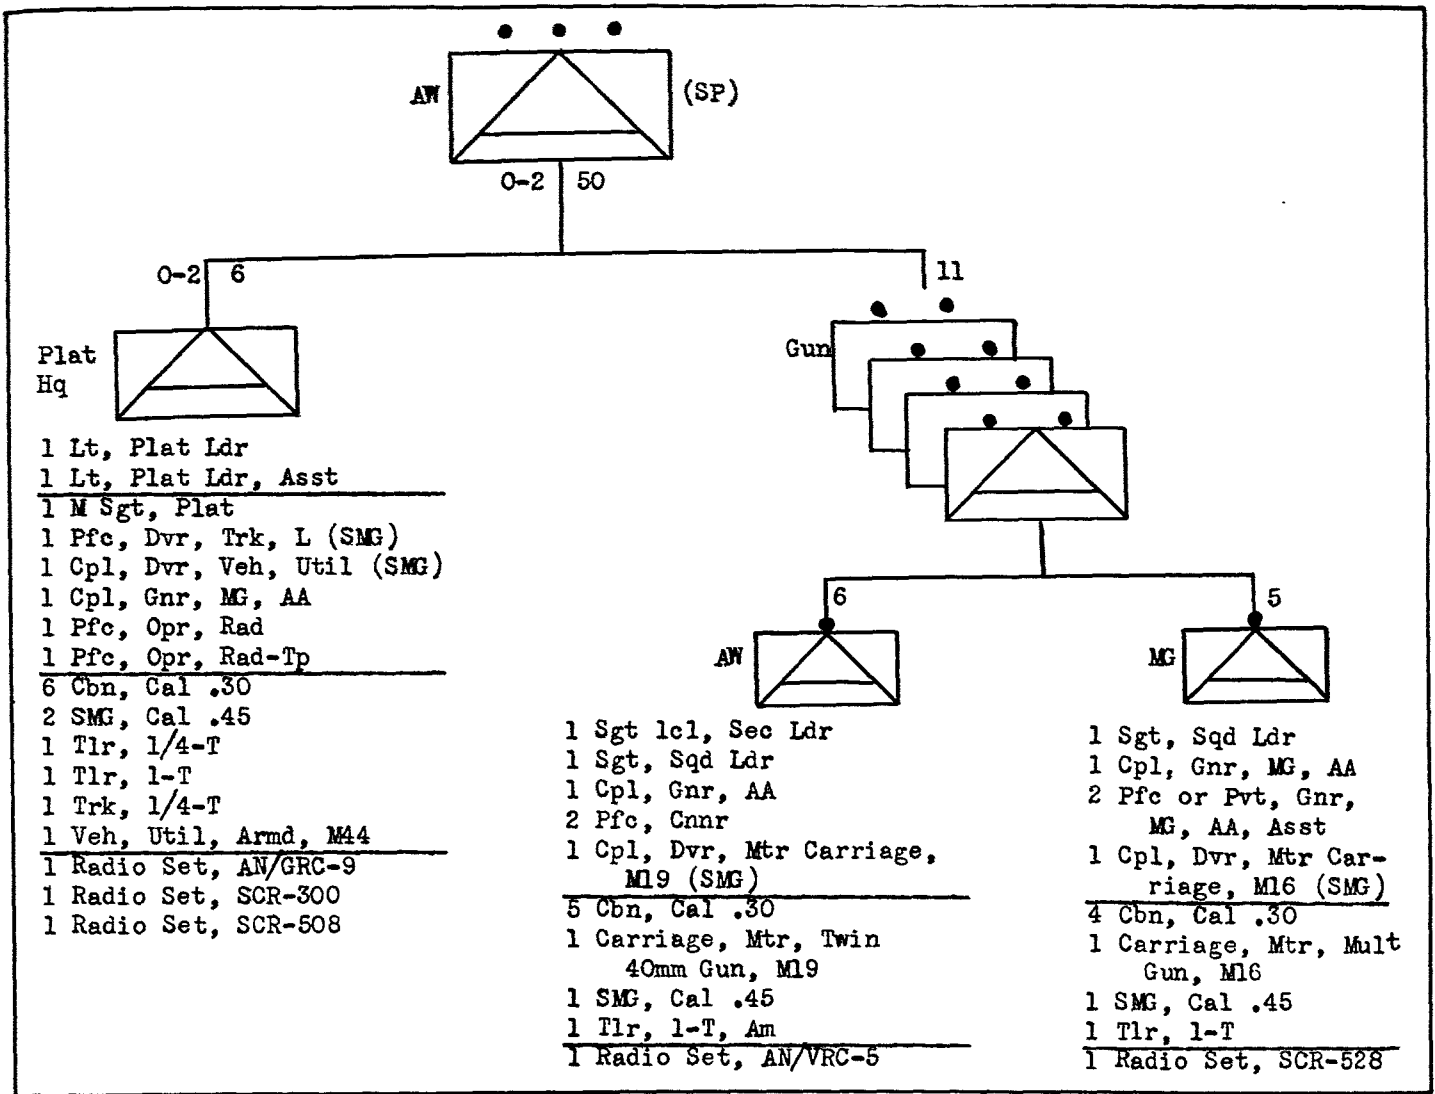 AW
(SP)
O-2 50
O-2 6
11
Plat
Hq
Gun
1 Lt, Plat Ldr
1 Lt, Plat Ldr, Asst
1 M Sgt, Plat
1 Pfc, Dvr, Trk, L (SMG)
1 Cpl, Dvr, Veh, Util (SMG)
1 Cpl, Gnr, MG, AA
1 Pfc, Opr, Rad
1 Pfc, Opr, Rad-Tp
6 Cbn, Cal .30
2 SMG, Cal .45
1 Tlr, 1/4-T
1 Tlr, 1-T
1 Trk, 1/4-T
1 Veh, Util, Armd, M44
1 Radio Set, AN/GRC-9
1 Radio Set, SCR-300
1 Radio Set, SCR-508
6
AW
1 Sgt 1cl, Sec Ldr
1 Sgt, Sqd Ldr
1 Cpl, Gnr, AA
2 Pfc, Cnnr
1 Cpl, Dvr, Mtr Carriage,
M19 (SMG)
5 Cbn, Cal .30
1 Carriage, Mtr, Twin
40mm Gun, M19
1 SMG, Cal .45
1 Tlr, 1-T, Am
1 Radio Set, AN/VRC-5
5
MG
1 Sgt, Sqd Ldr
1 Cpl, Gnr, MG, AA
2 Pfc or Pvt, Gnr,
MG, AA, Asst
1 Cpl, Dvr, Mtr Car-
riage, M16 (SMG)
4 Cbn, Cal .30
1 Carriage, Mtr, Mult
Gun, M16
1 SMG, Cal .45
1 Tlr, 1-T
1 Radio Set, SCR-528